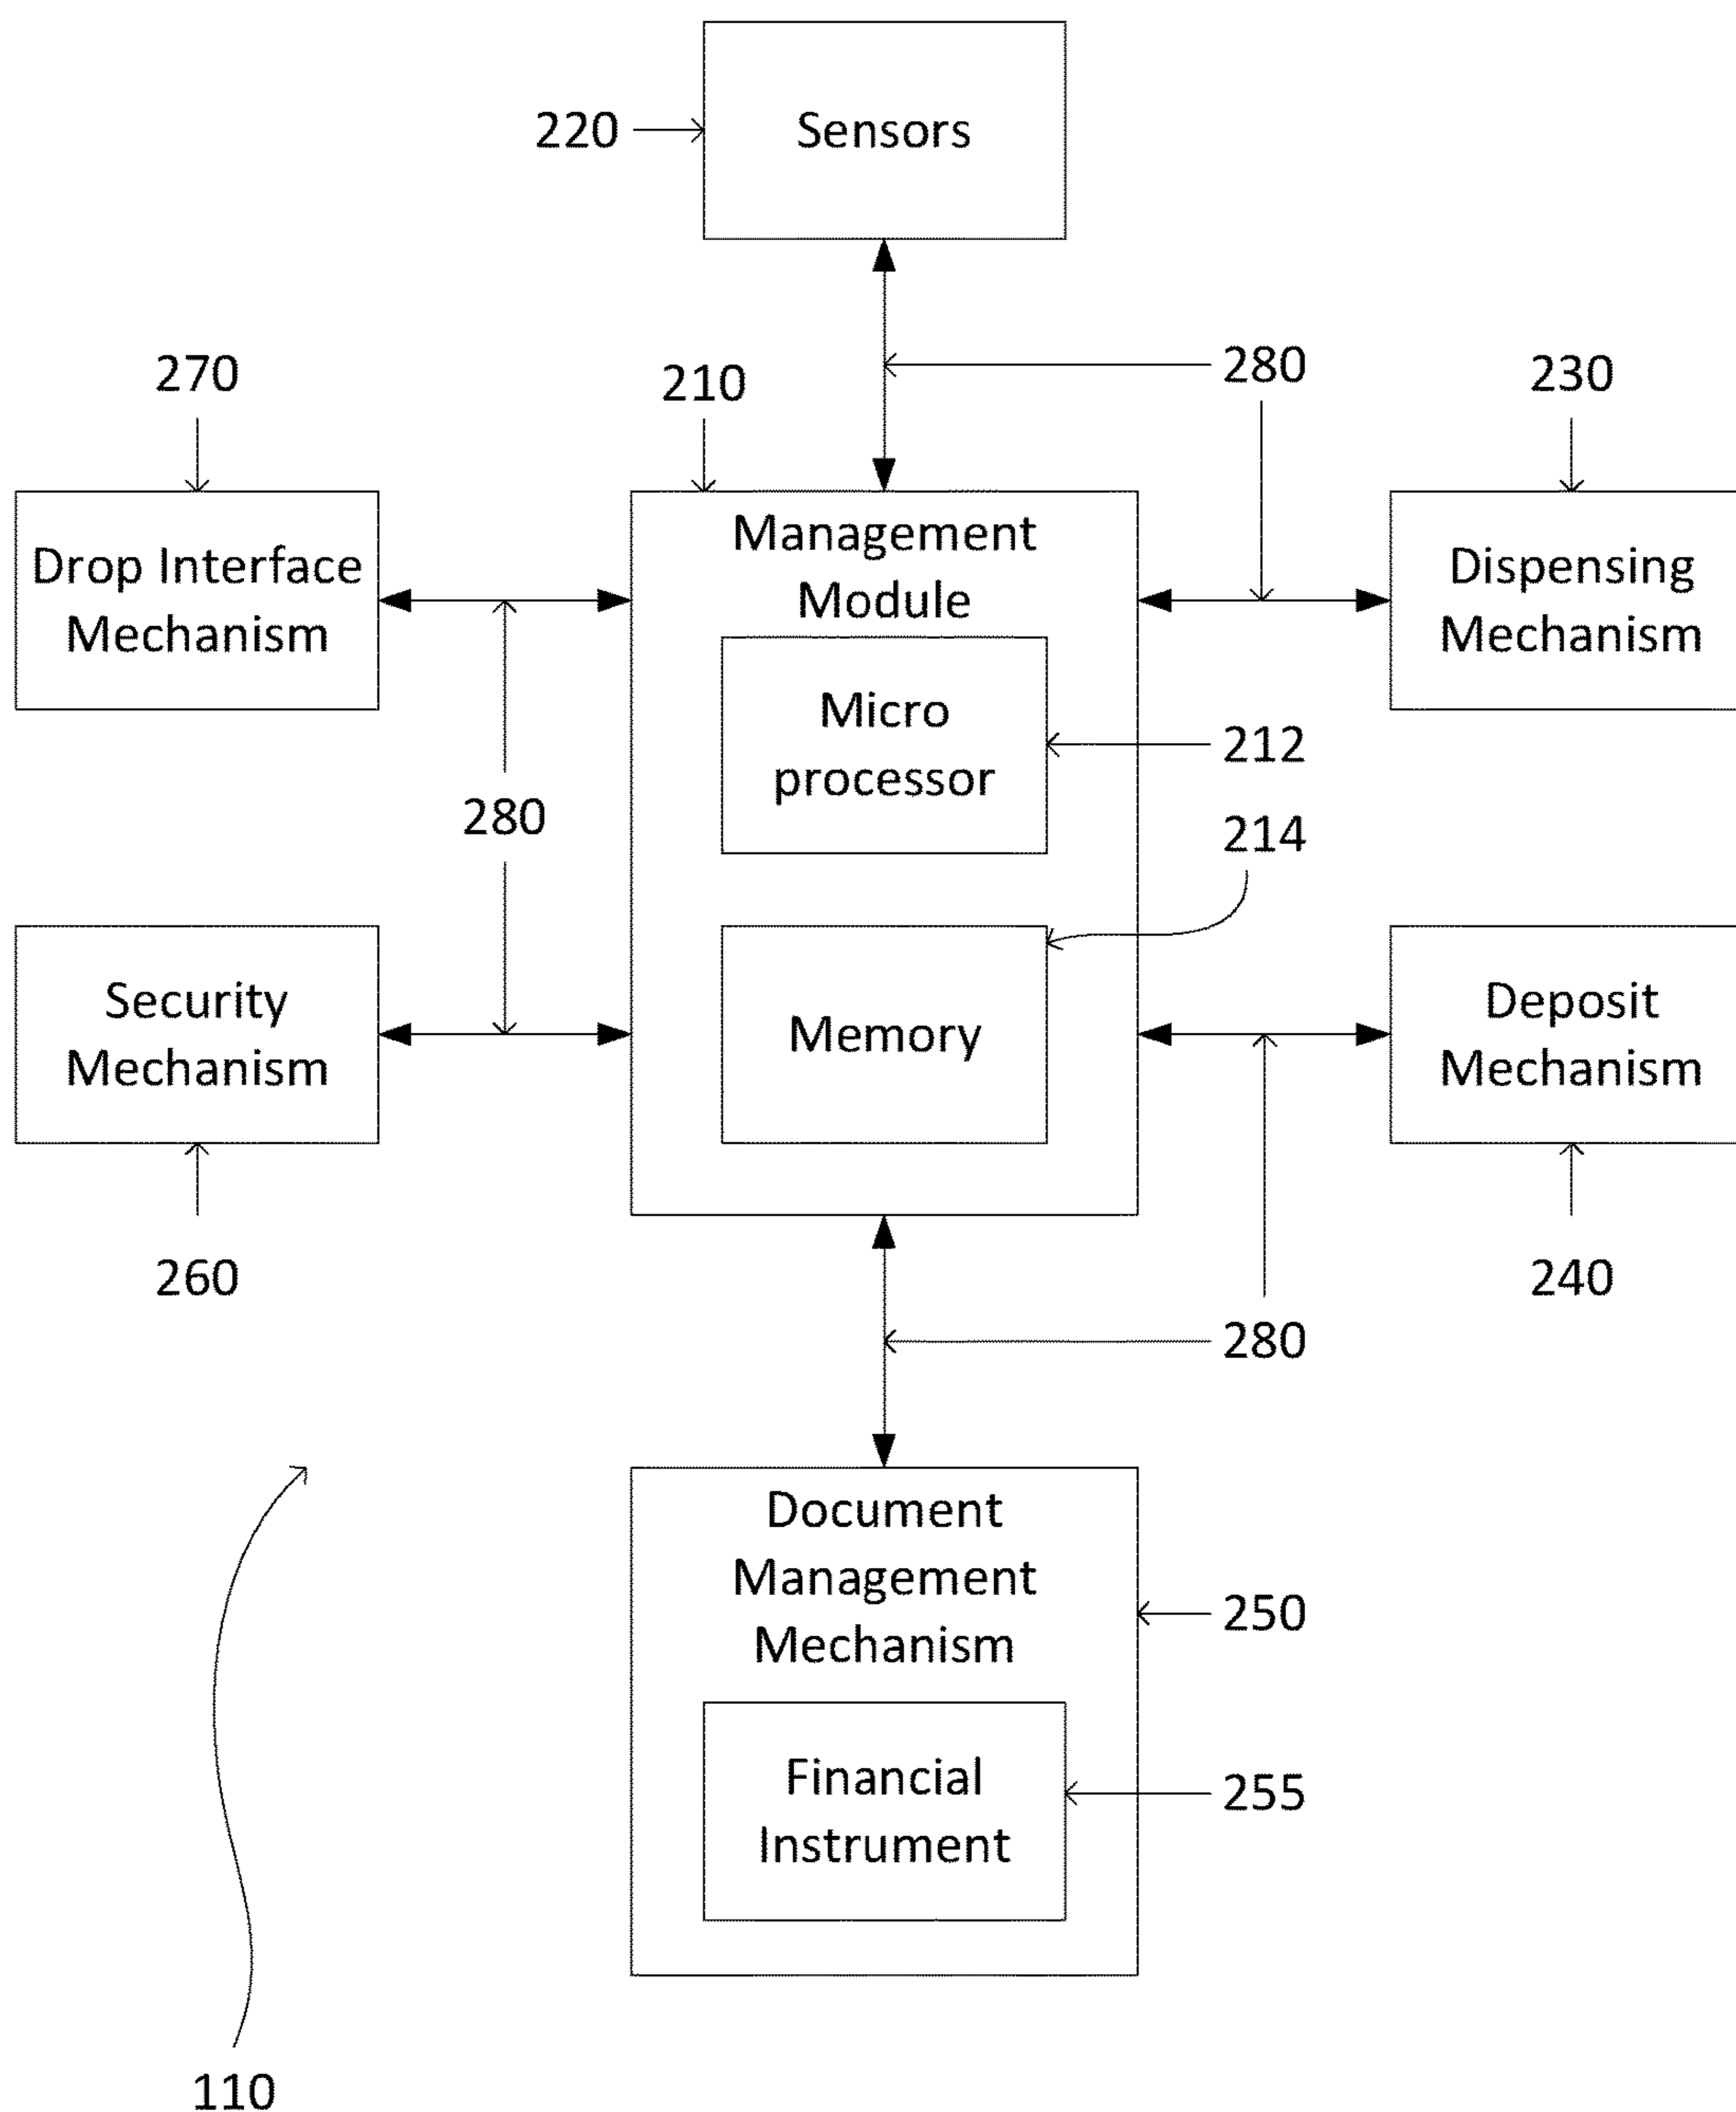 220
Sensors
280
270
210
230
Drop Interface
Mechanism
Management
Module
Dispensing
Mechanism
Micro
processor
212
280
214
Security
Mechanism
Memory
Deposit
Mechanism
260
240
280
Document
Management
Mechanism
250
Financial
Instrument
255
110